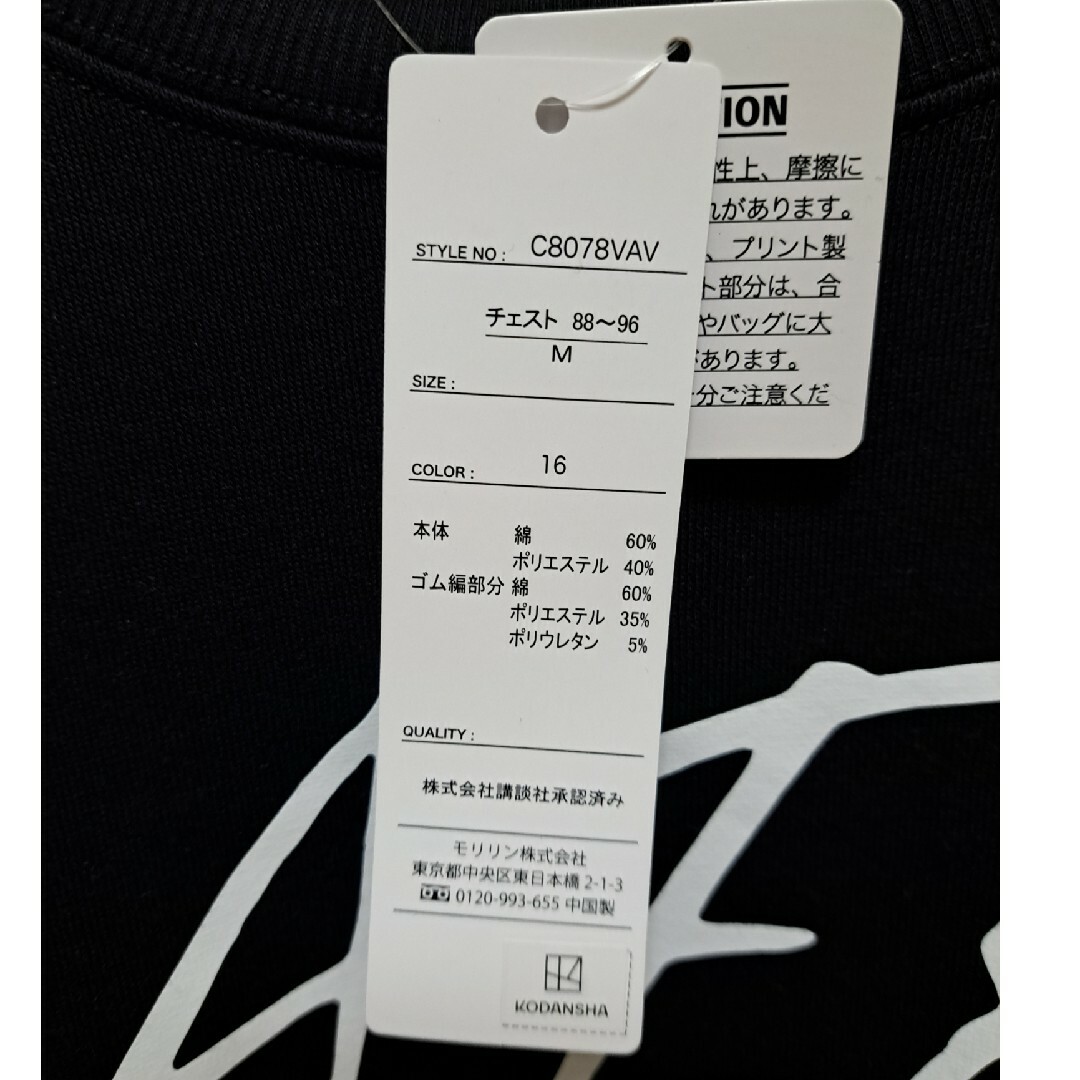 STYLE NO : C8078VAV
チェスト 88～96
M
SIZE :
COLOR : 16
本体 綿 60%
ポリエステル 40%
ゴム編部分 綿 60%
ポリエステル 35%
ポリウレタン 5%
QUALITY :
株式会社講談社承認済み
モリリン株式会社
東京都中央区東日本橋 2-1-3
0120-993-655 中国製
KODANSHA
ION
性上、摩擦に
れがあります。
、プリント製
ト部分は、合
やバッグに大
があります。
分ご注意くだ